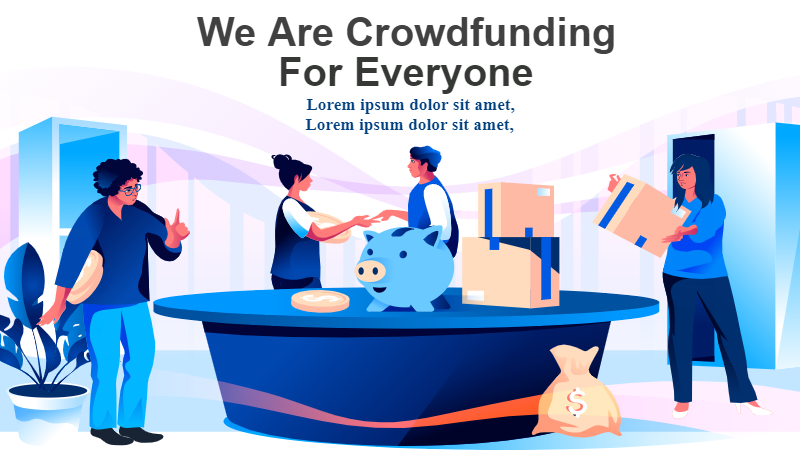 We Are Crowdfunding
For Everyone
Lorem ipsum dolor sit amet,
Lorem ipsum dolor sit amet,
$